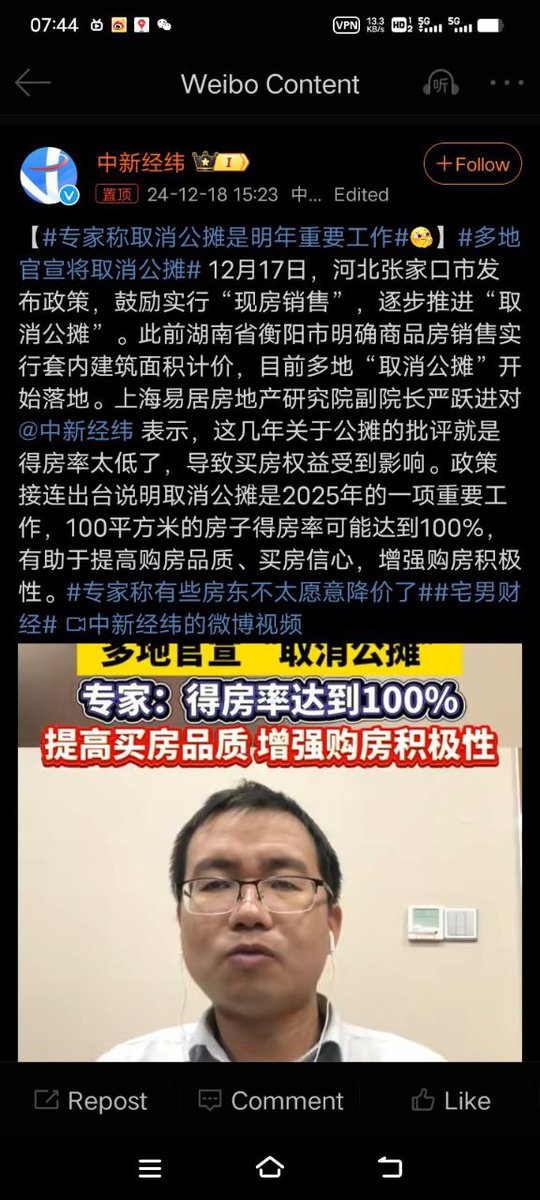 07:44
VPN
13.3
KB/s
HD 1
2
5G
5G
Weibo Content
听
中新经纬
I
+Follow
置顶 24-12-18 15:23 中... Edited
【#专家称取消公摊是明年重要工作#🤔】#多地
官宣将取消公摊# 12月17日，河北张家口市发
布政策，鼓励实行“现房销售”，逐步推进“取
消公摊”。此前湖南省衡阳市明确商品房销售实
行套内建筑面积计价，目前多地“取消公摊”开
始落地。上海易居房地产研究院副院长严跃进对
@中新经纬 表示，这几年关于公摊的批评就是
得房率太低了，导致买房权益受到影响。政策
接连出台说明取消公摊是2025年的一项重要工
作，100平方米的房子得房率可能达到100%，
有助于提高购房品质、买房信心，增强购房积极
性。#专家称有些房东不太愿意降价了##宅男财
经# 中新经纬的微博视频
多地官宣“取消公摊”
专家：得房率达到100%
提高买房品质 增强购房积极性
Repost
Comment
Like